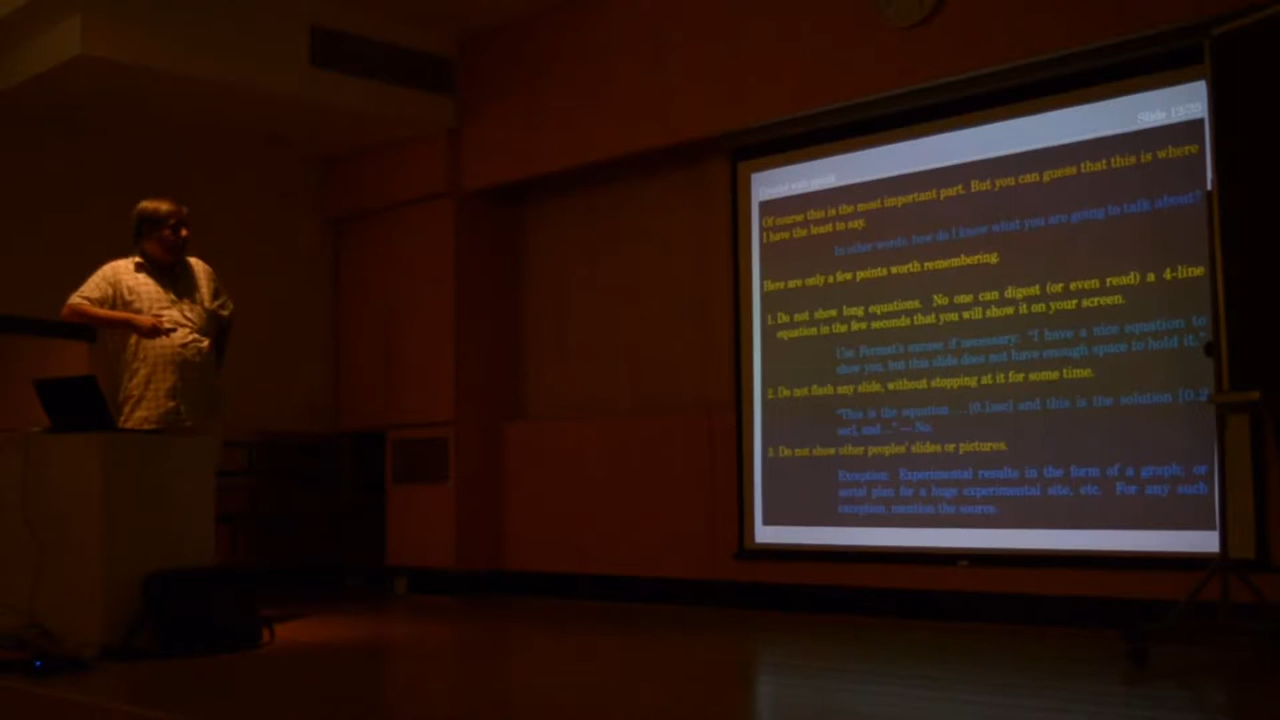 Slide 12/35
Of course this is the most important part. But you can guess that this is where
I have the least to say.
In other words, how do I know what you are going to talk about?
Here are only a few points worth remembering.
1. Do not show long equations. No one can digest (or even read) a 4-line
equation in the few seconds that you will show it on your screen.
Use Fermat's excuse if necessary: "I have a nice equation to
show you, but this slide does not have enough space to hold it."
2. Do not flash any slide, without stopping at it for some time.
"This is the equation ... [0.1sec] and this is the solution [0.2
sec], and ..." — No.
3. Do not show other peoples' slides or pictures.
Exception: Experimental results in the form of a graph; or
aerial plan for a huge experimental site, etc. For any such
exception, mention the source.